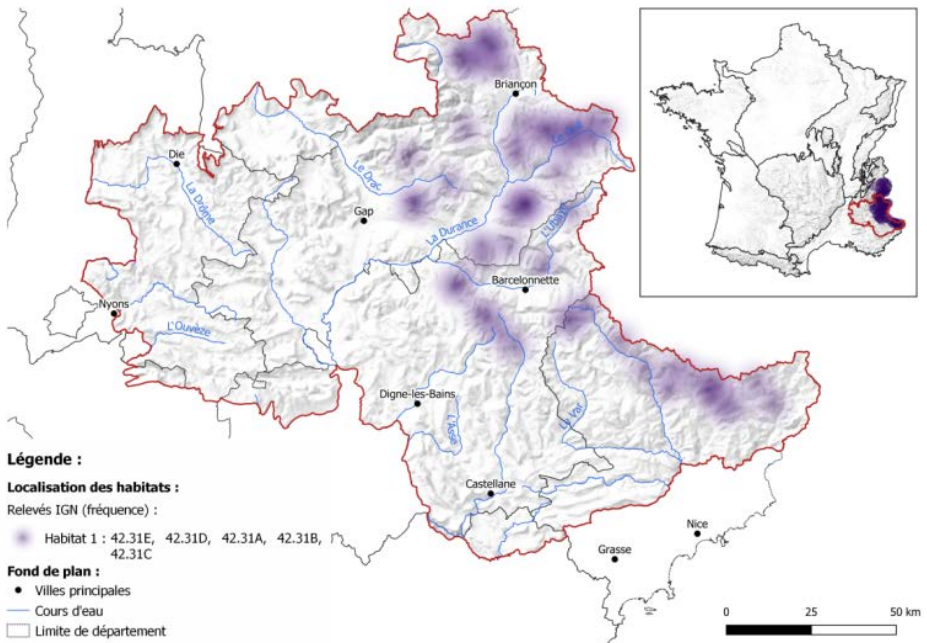 Briançon
Le Guil
Die
Le Drac
La Drôme
Gap
La Durance
L'Ubaye
Barcelonnette
Nyons
L'Ouvèze
Digne-les-Bains
L'Asse
Le Var
Castellane
Nice
Grasse
Légende :
Localisation des habitats :
Relevés IGN (fréquence) :
Habitat 1 : 42.31E, 42.31D, 42.31A, 42.31B,
42.31C
Fond de plan :
Villes principales
Cours d'eau
Limite de département
0 25 50 km